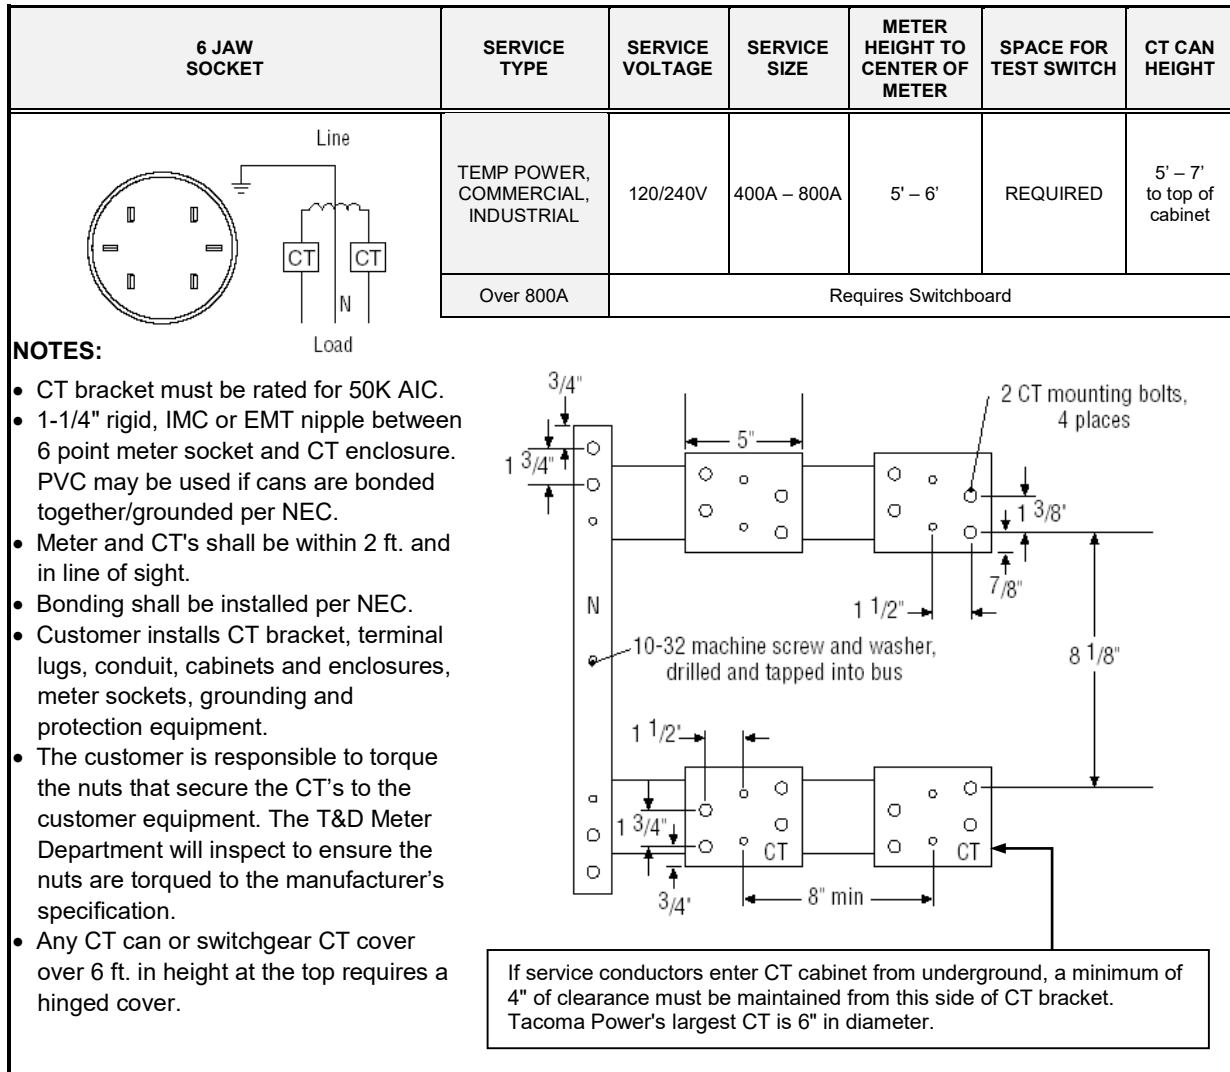 6 JAW
SOCKET
SERVICE
TYPE
SERVICE
VOLTAGE
SERVICE
SIZE
METER
HEIGHT TO
CENTER OF
METER
SPACE FOR
TEST SWITCH
CT CAN
HEIGHT
Line
CT
CT
N
Load
TEMP POWER,
COMMERCIAL,
INDUSTRIAL
120/240V
400A – 800A
5' – 6'
REQUIRED
5' – 7'
to top of
cabinet
Over 800A
Requires Switchboard
NOTES:
• CT bracket must be rated for 50K AIC.
• 1-1/4" rigid, IMC or EMT nipple between
6 point meter socket and CT enclosure.
PVC may be used if cans are bonded
together/grounded per NEC.
• Meter and CT's shall be within 2 ft. and
in line of sight.
• Bonding shall be installed per NEC.
• Customer installs CT bracket, terminal
lugs, conduit, cabinets and enclosures,
meter sockets, grounding and
protection equipment.
• The customer is responsible to torque
the nuts that secure the CT's to the
customer equipment. The T&D Meter
Department will inspect to ensure the
nuts are torqued to the manufacturer's
specification.
• Any CT can or switchgear CT cover
over 6 ft. in height at the top requires a
hinged cover.
3/4"
1 3/4"
5"
2 CT mounting bolts,
4 places
1 3/8'
7/8"
1 1/2"
N
10-32 machine screw and washer,
drilled and tapped into bus
8 1/8"
1 1/2'
1 3/4"
CT
CT
3/4'
8" min
If service conductors enter CT cabinet from underground, a minimum of
4" of clearance must be maintained from this side of CT bracket.
Tacoma Power's largest CT is 6" in diameter.